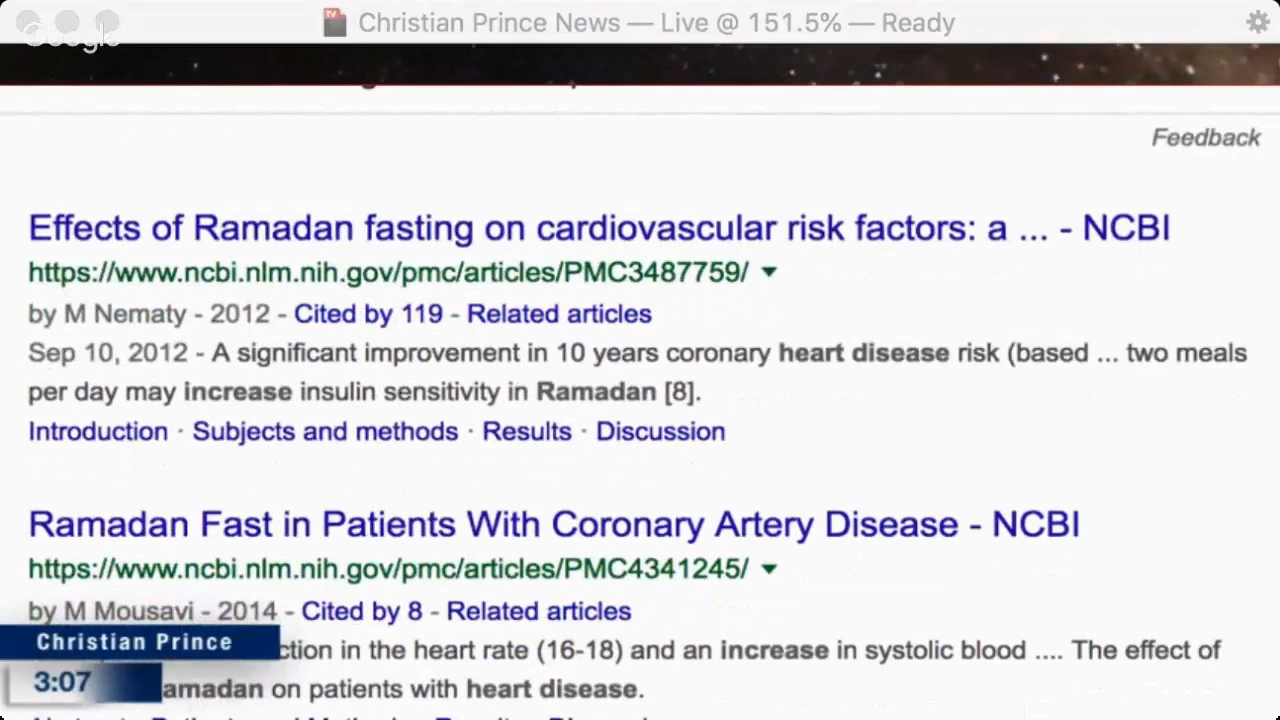 Christian Prince News — Live @ 151.5% — Ready
Google
Feedback
Effects of Ramadan fasting on cardiovascular risk factors: a ... - NCBI
https://www.ncbi.nlm.nih.gov/pmc/articles/PMC3487759/
by M Nematy - 2012 - Cited by 119 - Related articles
Sep 10, 2012 - A significant improvement in 10 years coronary heart disease risk (based ... two meals
per day may increase insulin sensitivity in Ramadan [8].
Introduction · Subjects and methods · Results · Discussion
Ramadan Fast in Patients With Coronary Artery Disease - NCBI
https://www.ncbi.nlm.nih.gov/pmc/articles/PMC4341245/
by M Mousavi - 2014 - Cited by 8 - Related articles
ction in the heart rate (16-18) and an increase in systolic blood .... The effect of
amadan on patients with heart disease.
Christian Prince
3:07